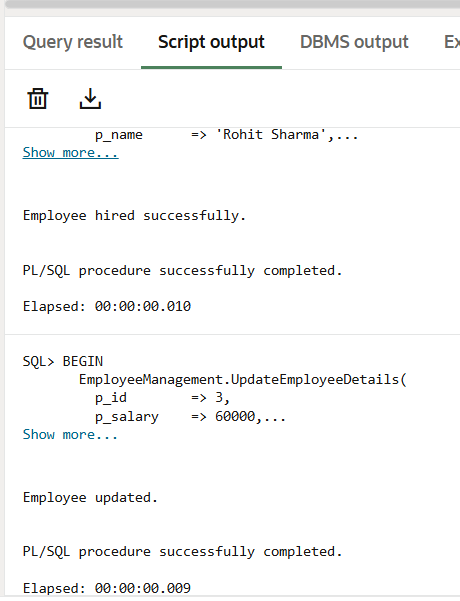 Query result Script output DBMS output Ex
p_name => 'Rohit Sharma',...
Show more...
Employee hired successfully.
PL/SQL procedure successfully completed.
Elapsed: 00:00:00.010
SQL> BEGIN
EmployeeManagement.UpdateEmployeeDetails(
p_id => 3,
p_salary => 60000,...
Show more...
Employee updated.
PL/SQL procedure successfully completed.
Elapsed: 00:00:00.009